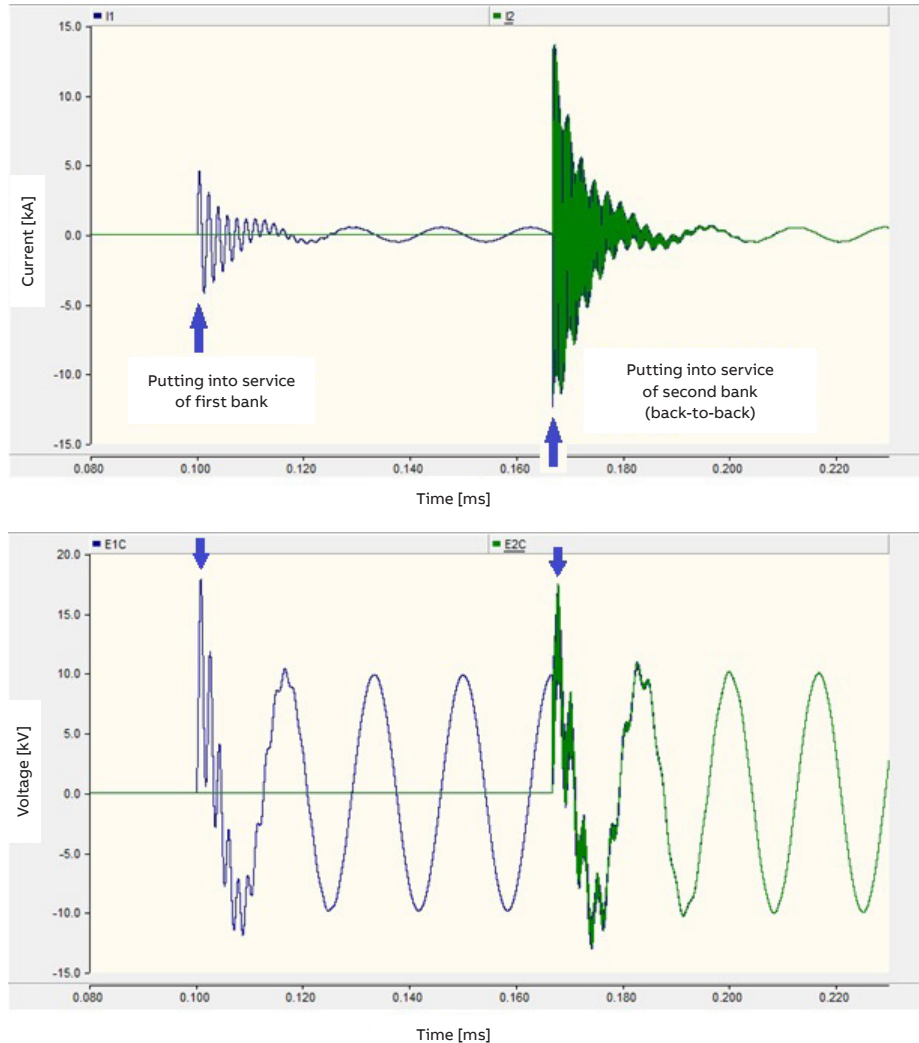 I1 I2
15.0
10.0
5.0
0.0
-5.0
-10.0
-15.0
Current [kA]
Putting into service
of first bank
Putting into service
of second bank
(back-to-back)
0.080 0.100 0.120 0.140 0.160 0.180 0.200 0.220
Time [ms]
E1C E2C
20.0
15.0
10.0
5.0
0.0
-5.0
-10.0
-15.0
Voltage [kV]
0.080 0.100 0.120 0.140 0.160 0.180 0.200 0.220
Time [ms]